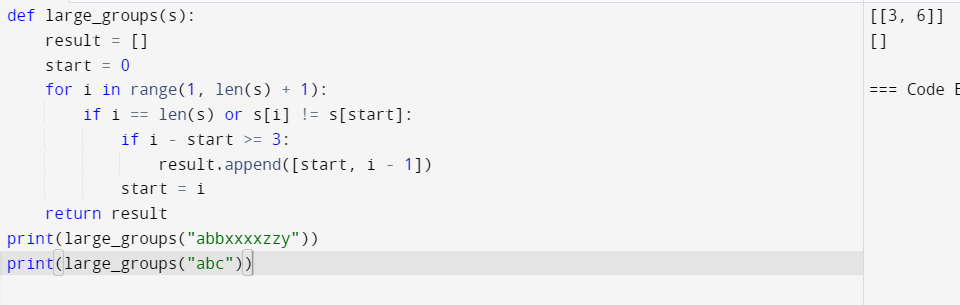 def large_groups(s):
    result = []
    start = 0
    for i in range(1, len(s) + 1):
        if i == len(s) or s[i] != s[start]:
            if i - start >= 3:
                result.append([start, i - 1])
            start = i
    return result
print(large_groups("abbxxxxzzy"))
print(large_groups("abc"))
[[3, 6]]
[]
=== Code